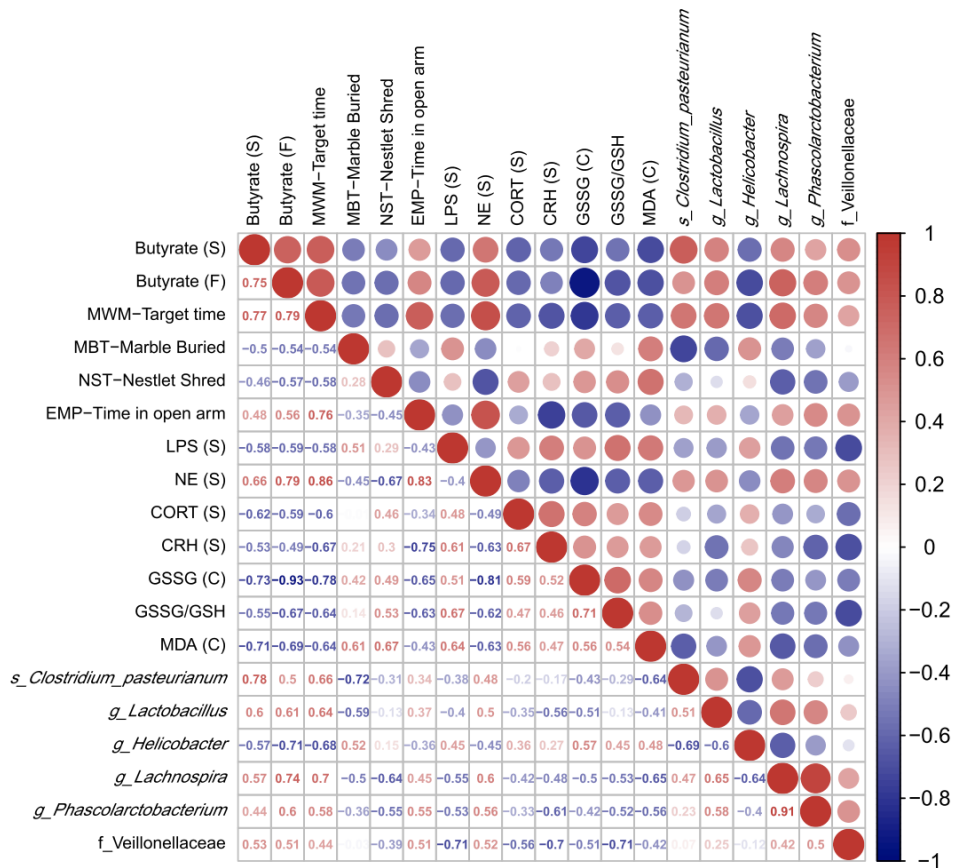 Butyrate (S)
Butyrate (F)
MWM−Target time
MBT−Marble Buried
NST−Nestlet Shred
EMP−Time in open arm
LPS (S)
NE (S)
CORT (S)
CRH (S)
GSSG (C)
GSSG/GSH
MDA (C)
s_Clostridium_pasteurianum
g_Lactobacillus
g_Helicobacter
g_Lachnospira
g_Phascolarctobacterium
f_Veillonellaceae
Butyrate (S)
Butyrate (F) 0.75
MWM−Target time 0.77 0.79
MBT−Marble Buried −0.5 −0.54 −0.54
NST−Nestlet Shred −0.46 −0.57 −0.58 0.28
EMP−Time in open arm 0.48 0.56 0.76 −0.35 −0.45
LPS (S) −0.58 −0.59 −0.58 0.51 0.29 −0.43
NE (S) 0.66 0.79 0.86 −0.45 −0.67 0.83 −0.4
CORT (S) −0.62 −0.59 −0.6 0.46 −0.34 0.48 −0.49
CRH (S) −0.53 −0.49 −0.67 0.21 0.3 −0.75 0.61 −0.63 0.67
GSSG (C) −0.73 −0.93 −0.78 0.42 0.49 −0.65 0.51 −0.81 0.59 0.52
GSSG/GSH −0.55 −0.67 −0.64 0.14 0.53 −0.63 0.67 −0.62 0.47 0.46 0.71
MDA (C) −0.71 −0.69 −0.64 0.61 0.67 −0.43 0.64 −0.63 0.56 0.47 0.56 0.54
s_Clostridium_pasteurianum 0.78 0.5 0.66 −0.72 −0.31 0.34 −0.38 0.48 −0.2 −0.17 −0.43 −0.29 −0.64
g_Lactobacillus 0.6 0.61 0.64 −0.59 −0.13 0.37 −0.4 0.5 −0.35 −0.56 −0.51 −0.13 −0.41 0.51
g_Helicobacter −0.57 −0.71 −0.68 0.52 0.15 −0.36 0.45 −0.45 0.36 0.27 0.57 0.45 0.48 −0.69 −0.6
g_Lachnospira 0.57 0.74 0.7 −0.5 −0.64 0.45 −0.55 0.6 −0.42 −0.48 −0.5 −0.53 −0.65 0.47 0.65 −0.64
g_Phascolarctobacterium 0.44 0.6 0.58 −0.36 −0.55 0.55 −0.53 0.56 −0.33 −0.61 −0.42 −0.52 −0.56 0.23 0.58 −0.4 0.91
f_Veillonellaceae 0.53 0.51 0.44 −0.39 0.51 −0.71 0.52 −0.56 −0.7 −0.51 −0.71 −0.42 0.07 0.25 −0.12 0.42 0.5
1
0.8
0.6
0.4
0.2
0
−0.2
−0.4
−0.6
−0.8
−1